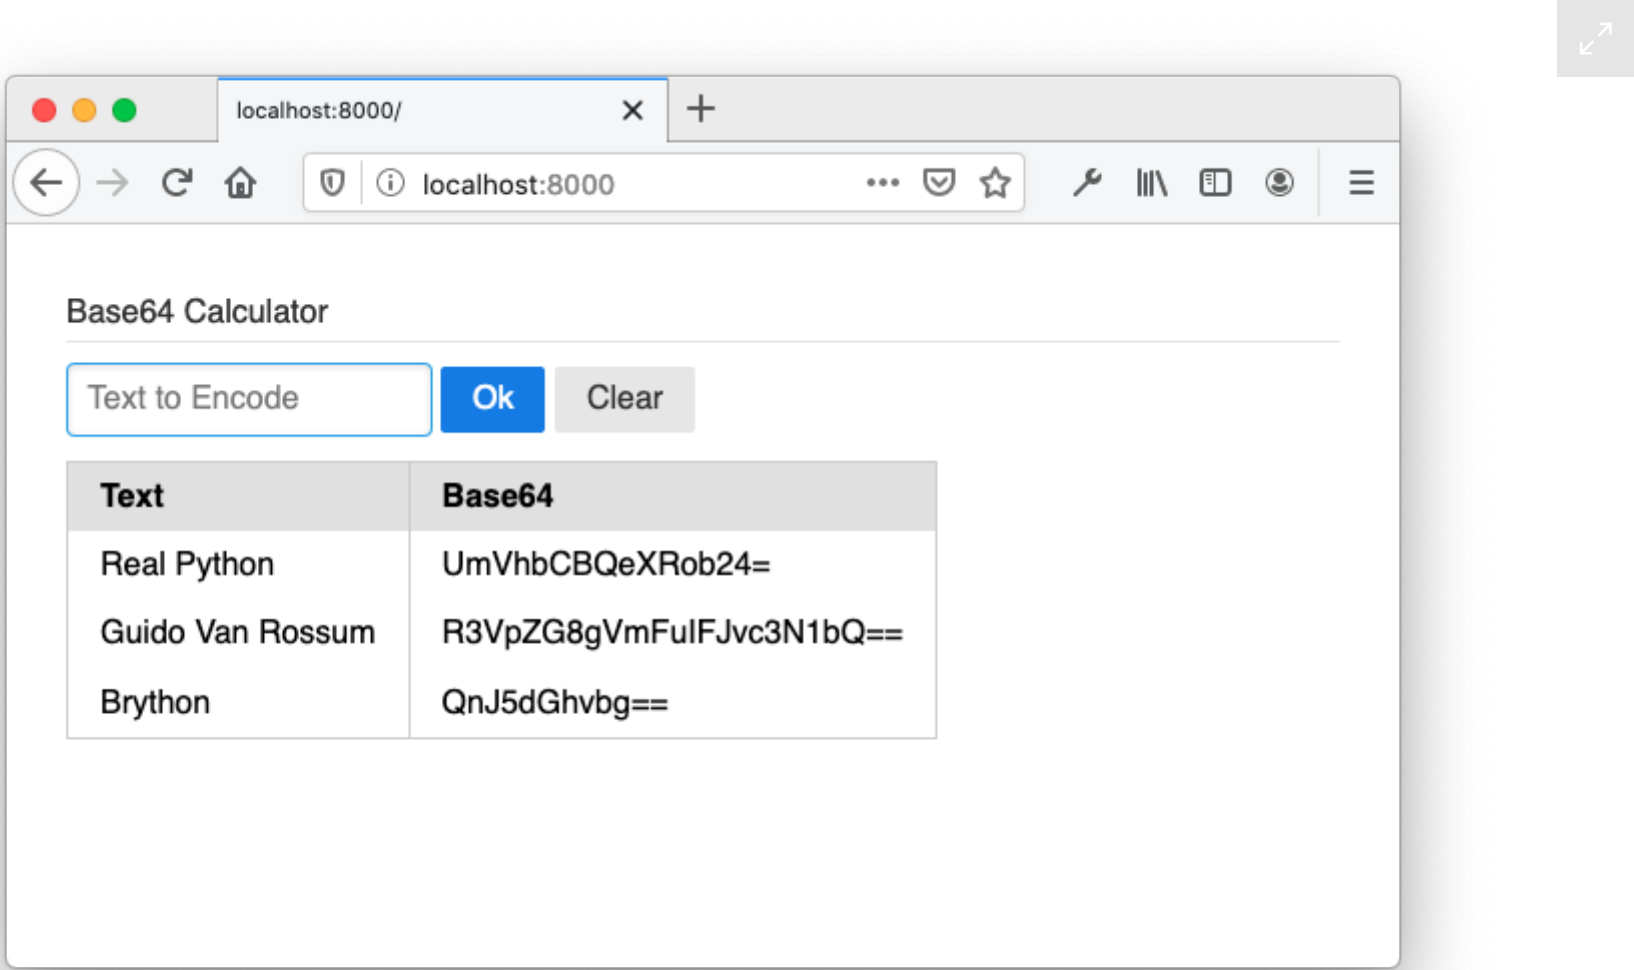 localhost:8000/
localhost:8000
Base64 Calculator
Text to Encode Ok Clear
Text Base64
Real Python UmVhbCBQeXRob24=
Guido Van Rossum R3VpZG8gVmFuIFJvc3N1bQ==
Brython QnJ5dGhvbg==